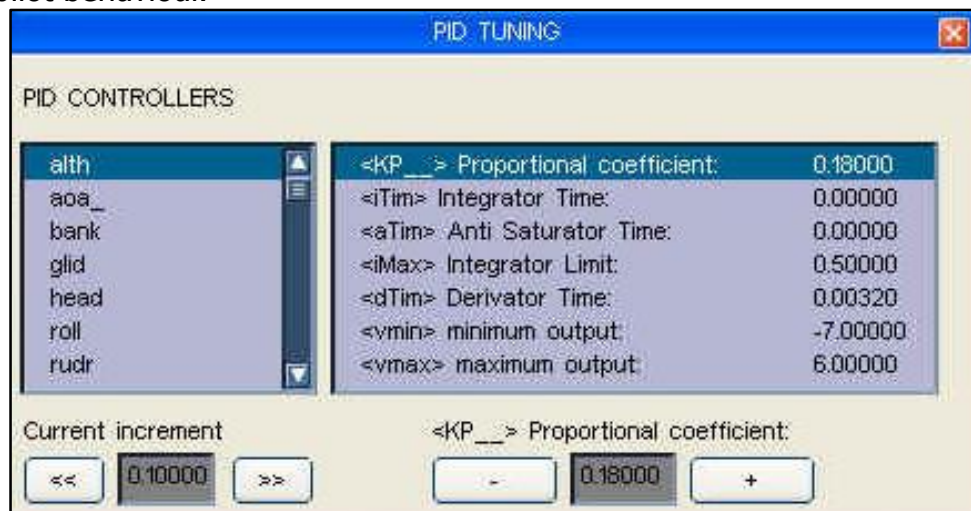 PID TUNING
PID CONTROLLERS
alth
aoa_
bank
glid
head
roll
rudr
<KP__> Proportional coefficient: 0.18000
<iTim> Integrator Time: 0.00000
<aTim> Anti Saturator Time: 0.00000
<iMax> Integrator Limit: 0.50000
<dTim> Derivator Time: 0.00320
<vmin> minimum output: -7.00000
<vmax> maximum output: 6.00000
Current increment
<< 0.10000 >>
<KP__> Proportional coefficient:
- 0.18000 +